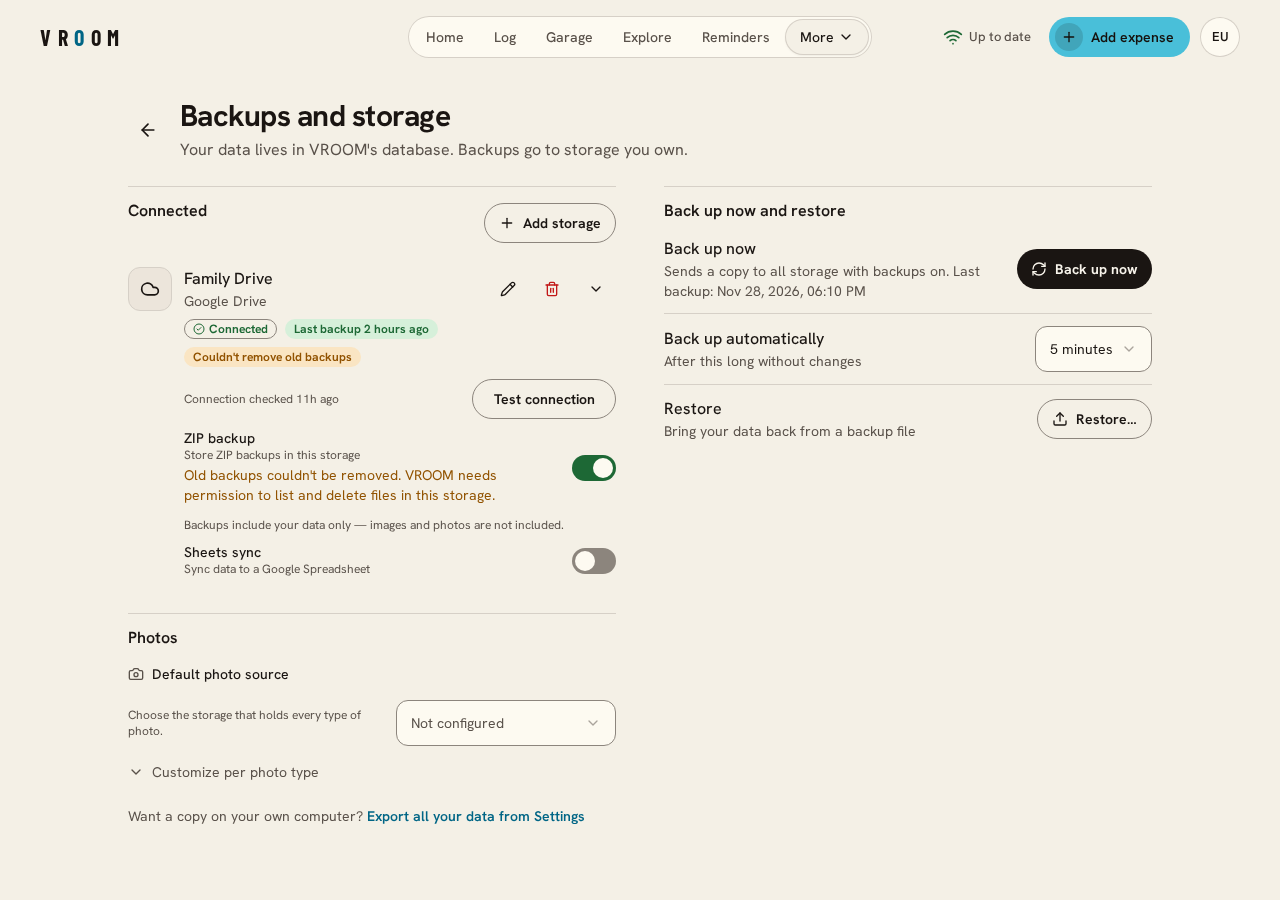 VROOM
Home
Log
Garage
Explore
Reminders
More
Up to date
Add expense
EU
Backups and storage
Your data lives in VROOM's database. Backups go to storage you own.
Connected
Add storage
Family Drive
Google Drive
Connected
Last backup 2 hours ago
Couldn't remove old backups
Connection checked 11h ago
Test connection
ZIP backup
Store ZIP backups in this storage
Old backups couldn't be removed. VROOM needs
permission to list and delete files in this storage.
Backups include your data only — images and photos are not included.
Sheets sync
Sync data to a Google Spreadsheet
Photos
Default photo source
Choose the storage that holds every type of
photo.
Not configured
Customize per photo type
Want a copy on your own computer? Export all your data from Settings
Back up now and restore
Back up now
Sends a copy to all storage with backups on. Last
backup: Nov 28, 2026, 06:10 PM
Back up now
Back up automatically
After this long without changes
5 minutes
Restore
Bring your data back from a backup file
Restore...